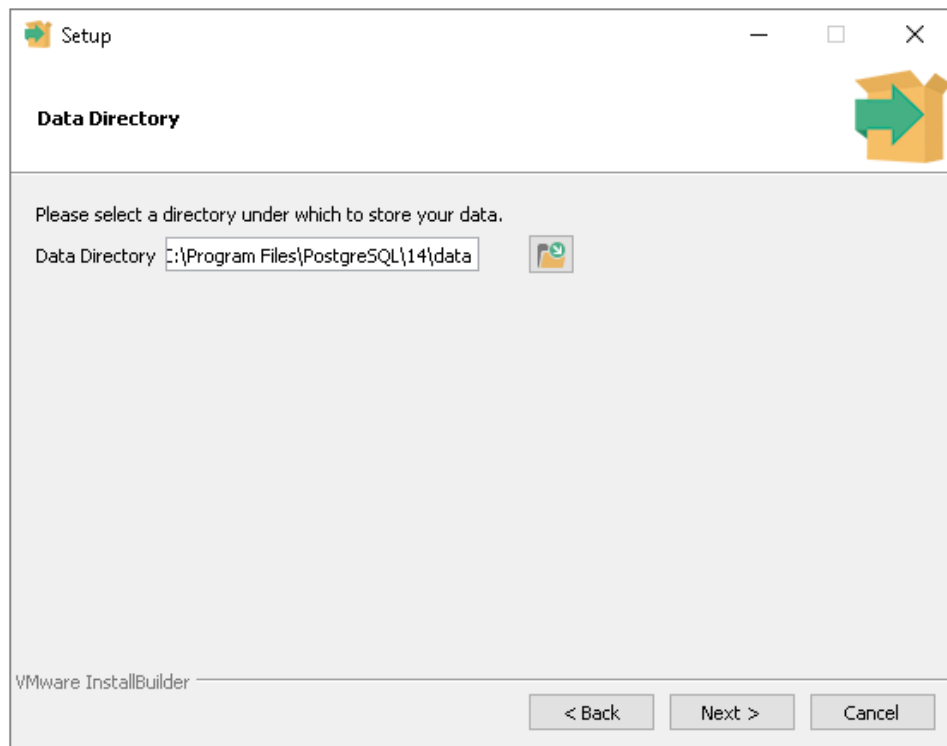 Setup
Data Directory
Please select a directory under which to store your data.
Data Directory C:\Program Files\PostgreSQL\14\data
VMware InstallBuilder
< Back Next > Cancel